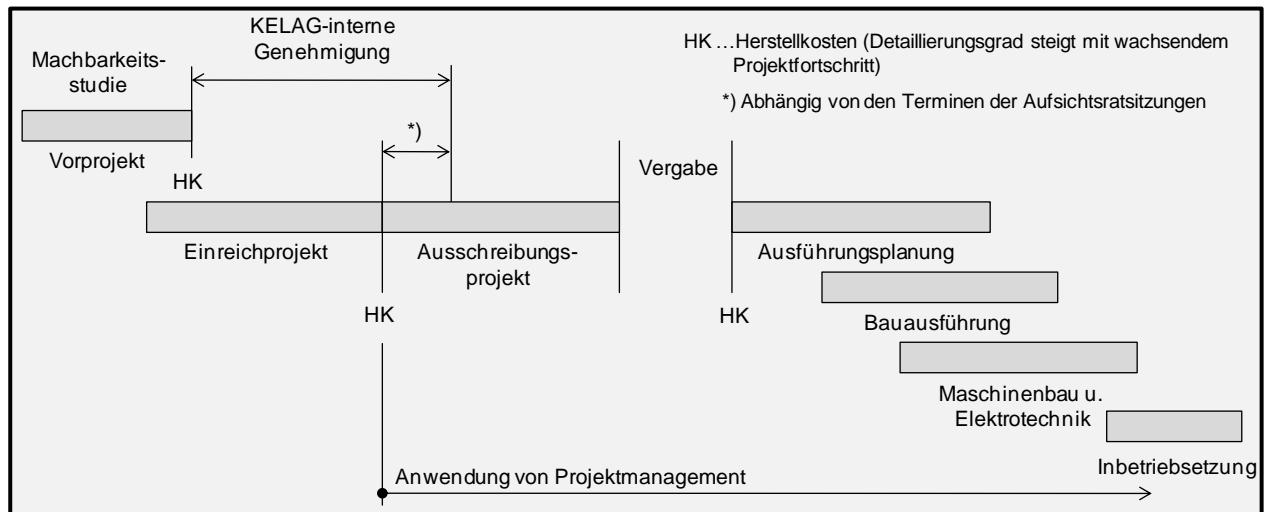 KELAG-interne
Genehmigung
HK ...Herstellkosten (Detaillierungsgrad steigt mit wachsendem
Projektfortschritt)
*) Abhängig von den Terminen der Aufsichtsratsitzungen
Machbarkeits-
studie
*)
Vorprojekt
HK
Vergabe
Einreichprojekt
Ausschreibungs-
projekt
Ausführungsplanung
HK
HK
Bauausführung
Maschinenbau u.
Elektrotechnik
Inbetriebsetzung
Anwendung von Projektmanagement